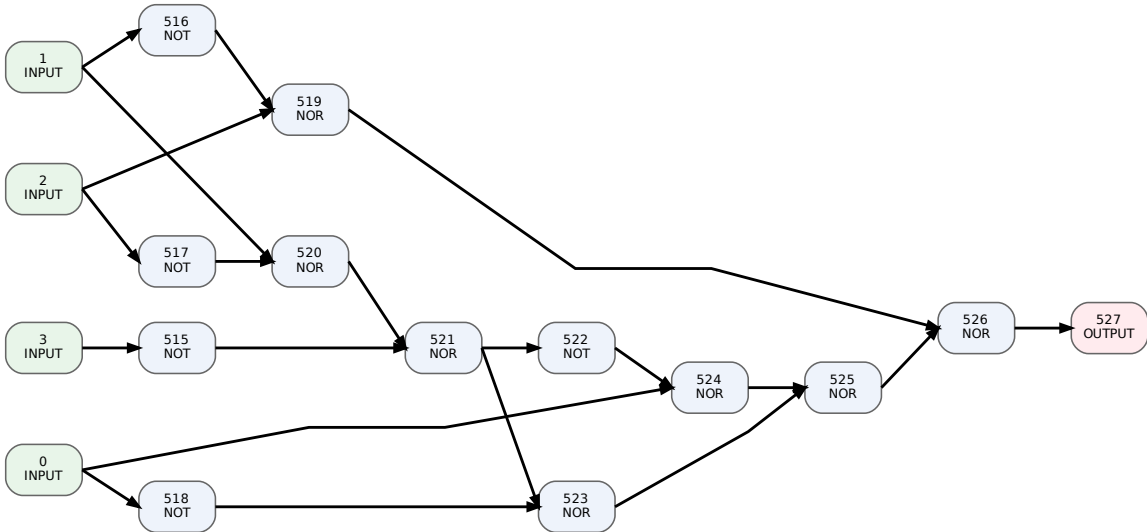 516
NOT
1
INPUT
519
NOR
2
INPUT
517
NOT
520
NOR
3
INPUT
515
NOT
521
NOR
522
NOT
526
NOR
527
OUTPUT
524
NOR
525
NOR
0
INPUT
518
NOT
523
NOR